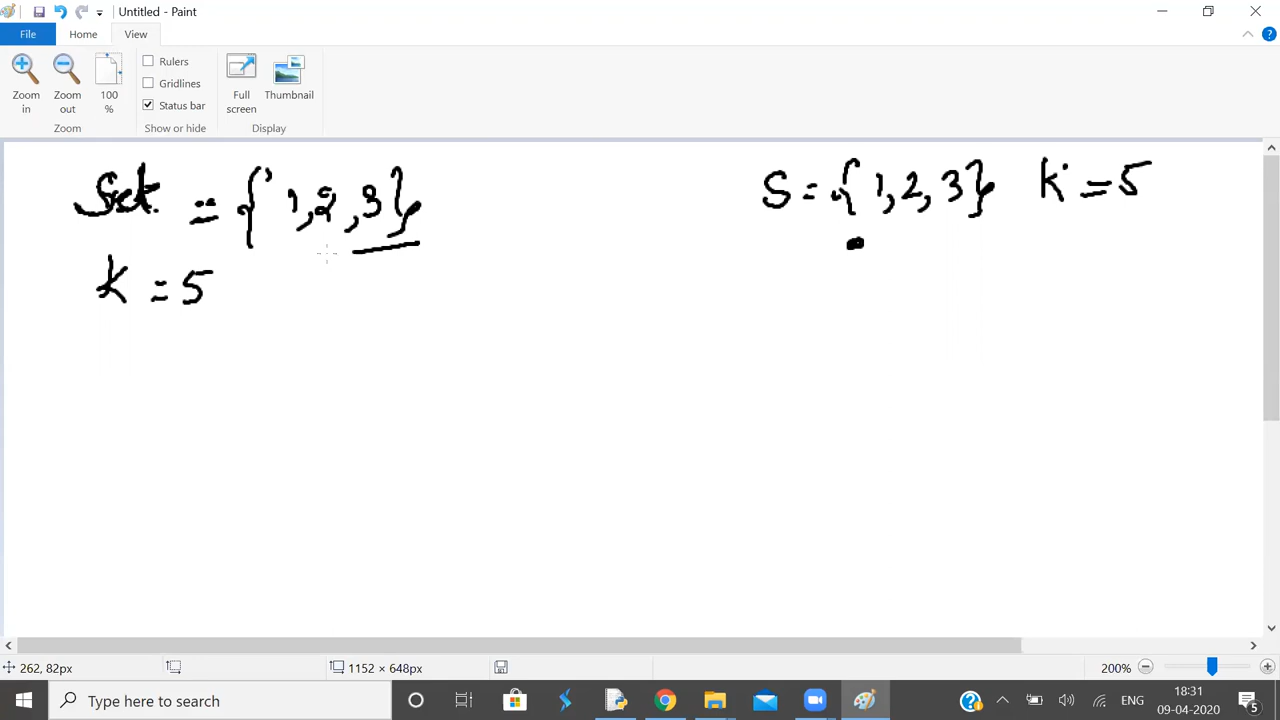 Untitled - Paint
File Home View
Zoom in
Zoom out
100 %
Rulers
Gridlines
Status bar
Full screen
Thumbnail
Zoom
Show or hide
Display
Set = {1,2,3}
K = 5
S = {1,2,3} K = 5
262, 82px
1152 × 648px
200%
Type here to search
ENG
18:31
09-04-2020
5